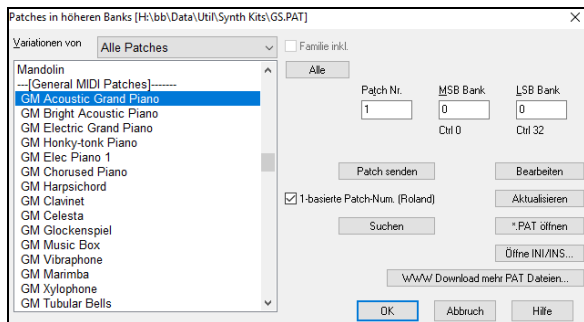 Patches in höheren Banks [H:\bb\Data\Util\Synth Kits\GS.PAT]
Variationen von
Alle Patches
Familie inkl.
Alle
Mandolin
---[General MIDI Patches]-------
GM Acoustic Grand Piano
GM Bright Acoustic Piano
GM Electric Grand Piano
GM Honky-tonk Piano
GM Elec Piano 1
GM Chorused Piano
GM Harpsichord
GM Clavinet
GM Celesta
GM Glockenspiel
GM Music Box
GM Vibraphone
GM Marimba
GM Xylophone
GM Tubular Bells
Patch Nr. MSB Bank LSB Bank
1 0 0
Ctrl 0 Ctrl 32
Patch senden Bearbeiten
1-basierte Patch-Num. (Roland) Aktualisieren
Suchen *.PAT öffnen
Öffne INI/INS...
WWW Download mehr PAT Dateien...
OK Abbruch Hilfe